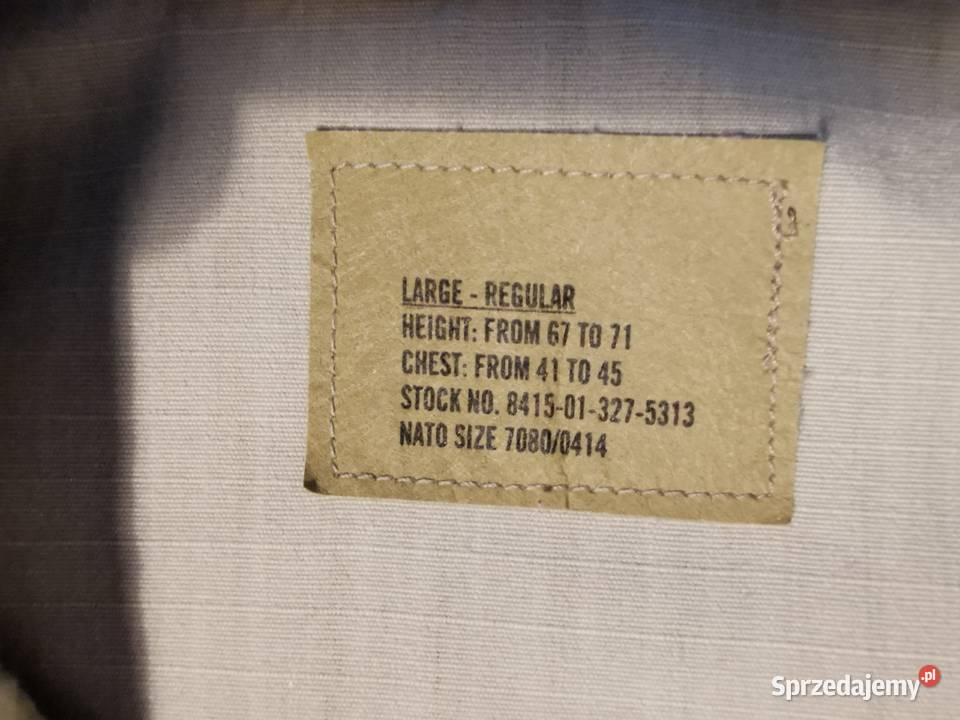 LARGE - REGULAR
HEIGHT: FROM 67 TO 71
CHEST: FROM 41 TO 45
STOCK NO. 8415-01-327-5313
NATO SIZE 7080/0414
Sprzedajemy.pl